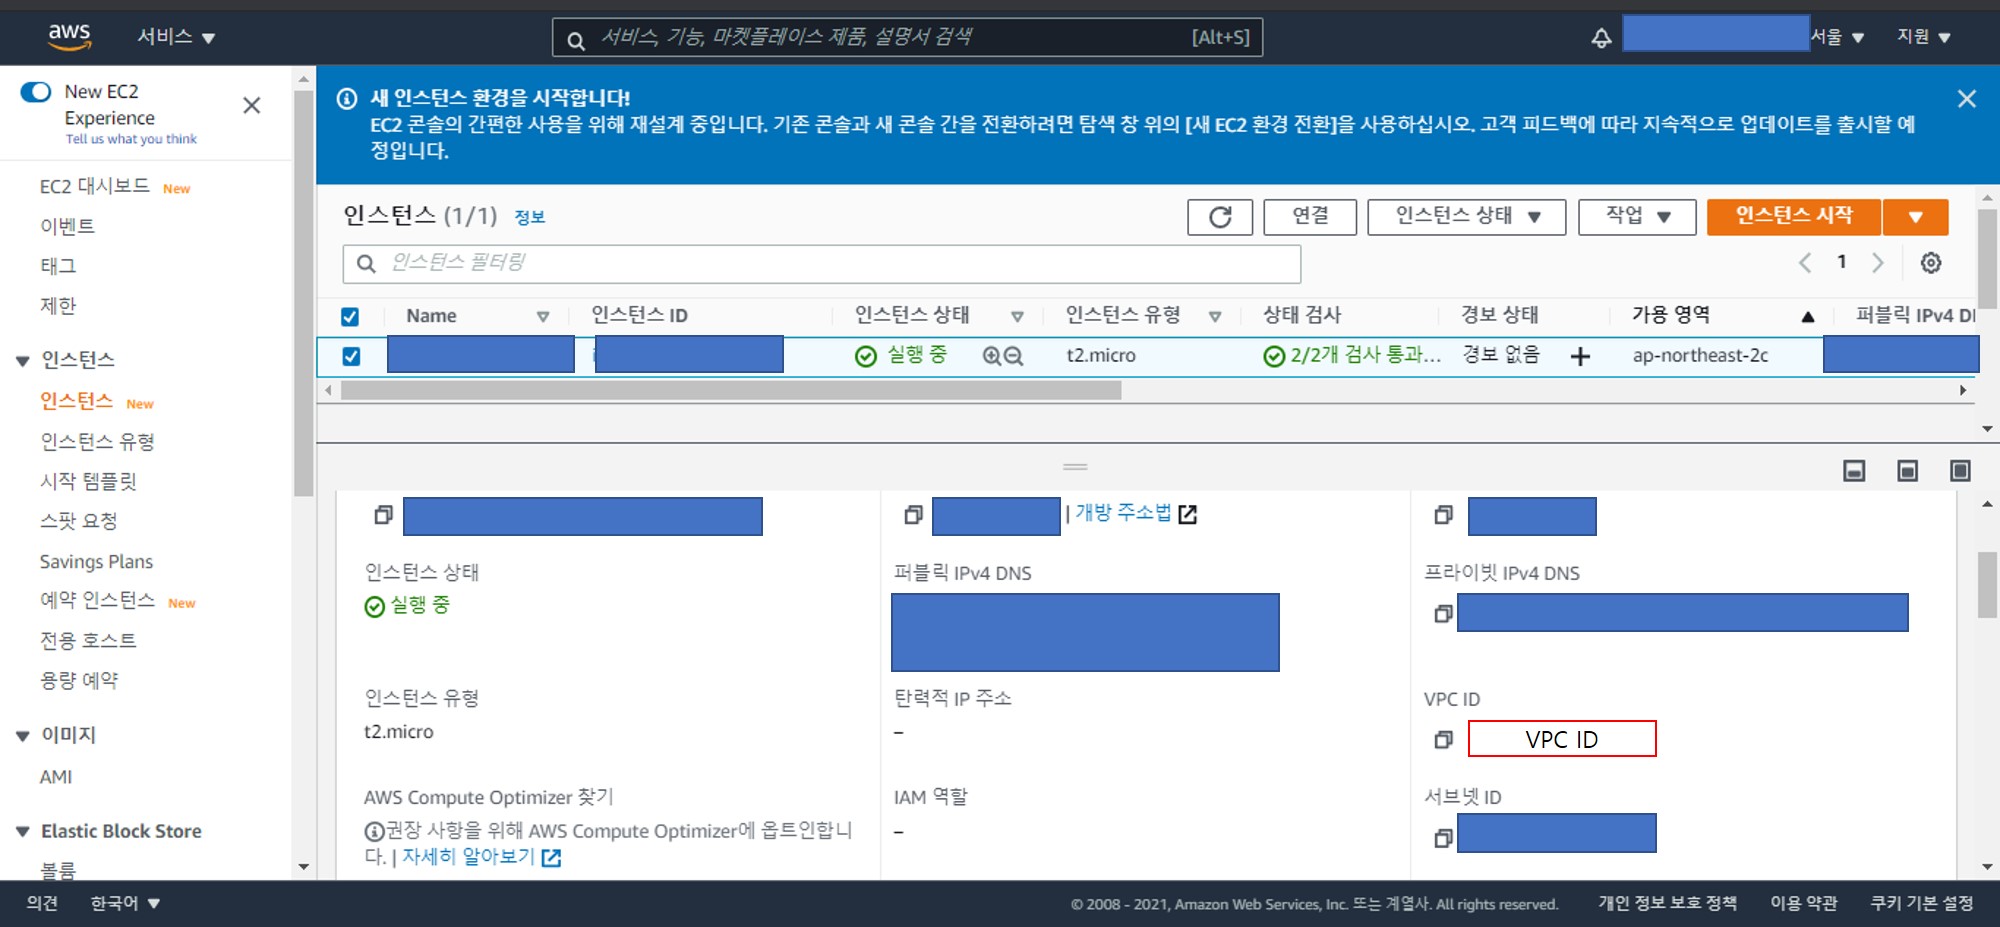 aws
서비스
서비스, 기능, 마켓플레이스 제품, 설명서 검색
[Alt+S]
서울
지원
New EC2
Experience
Tell us what you think
EC2 대시보드 New
이벤트
태그
제한
인스턴스
인스턴스 New
인스턴스 유형
시작 템플릿
스팟 요청
Savings Plans
예약 인스턴스 New
전용 호스트
용량 예약
이미지
AMI
Elastic Block Store
볼륨
새 인스턴스 환경을 시작합니다!
EC2 콘솔의 간편한 사용을 위해 재설계 중입니다. 기존 콘솔과 새 콘솔 간을 전환하려면 탐색 창 위의 [새 EC2 환경 전환]을 사용하십시오. 고객 피드백에 따라 지속적으로 업데이트를 출시할 예
정입니다.
인스턴스 (1/1) 정보
연결
인스턴스 상태
작업
인스턴스 시작
인스턴스 필터링
1
Name
인스턴스 ID
인스턴스 상태
인스턴스 유형
상태 검사
경보 상태
가용 영역
퍼블릭 IPv4 DI
실행 중
t2.micro
2/2개 검사 통과...
경보 없음
ap-northeast-2c
| 개방 주소법
인스턴스 상태
실행 중
퍼블릭 IPv4 DNS
프라이빗 IPv4 DNS
인스턴스 유형
t2.micro
탄력적 IP 주소
–
VPC ID
VPC ID
AWS Compute Optimizer 찾기
권장 사항을 위해 AWS Compute Optimizer에 옵트인합니
다. | 자세히 알아보기
IAM 역할
–
서브넷 ID
의견
한국어
© 2008 - 2021, Amazon Web Services, Inc. 또는 계열사. All rights reserved.
개인 정보 보호 정책
이용 약관
쿠키 기본 설정